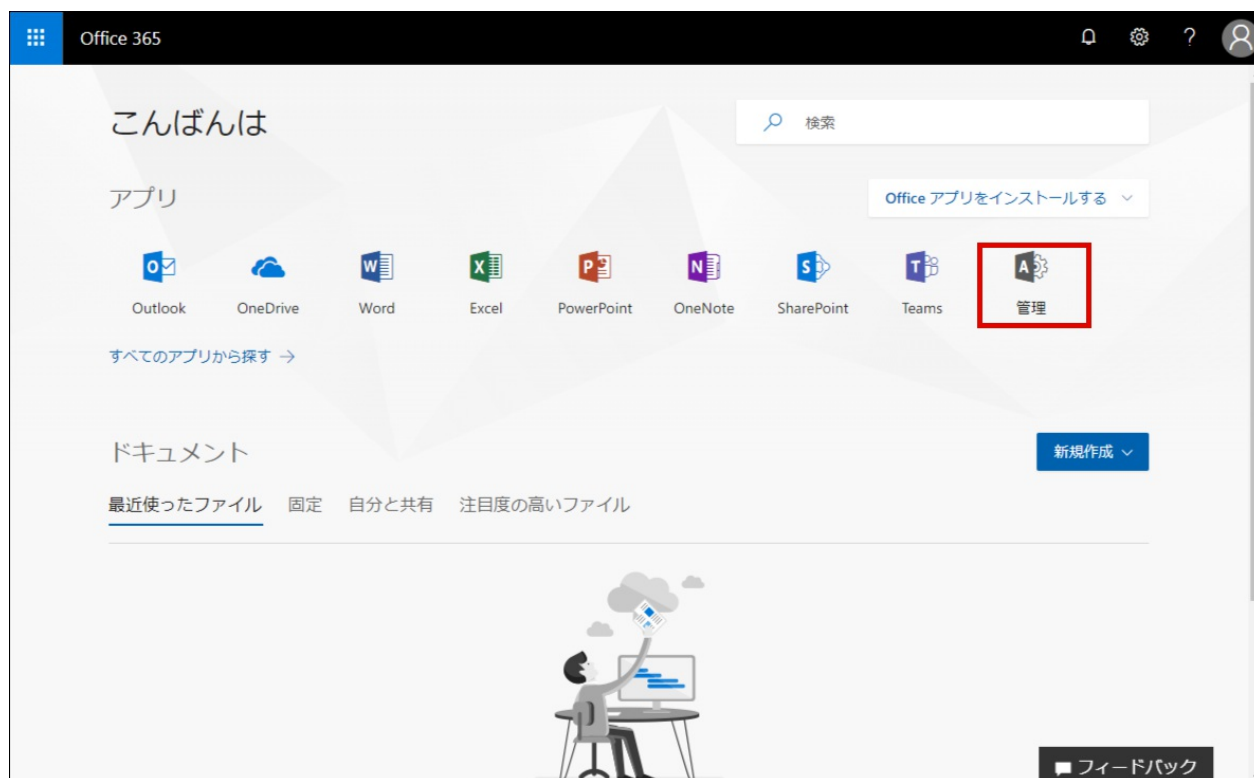 Office 365
?
こんばんは
検索
アプリ
Office アプリをインストールする
Outlook OneDrive Word Excel PowerPoint OneNote SharePoint Teams 管理
すべてのアプリから探す →
ドキュメント
新規作成
最近使ったファイル 固定 自分と共有 注目度の高いファイル
フィードバック